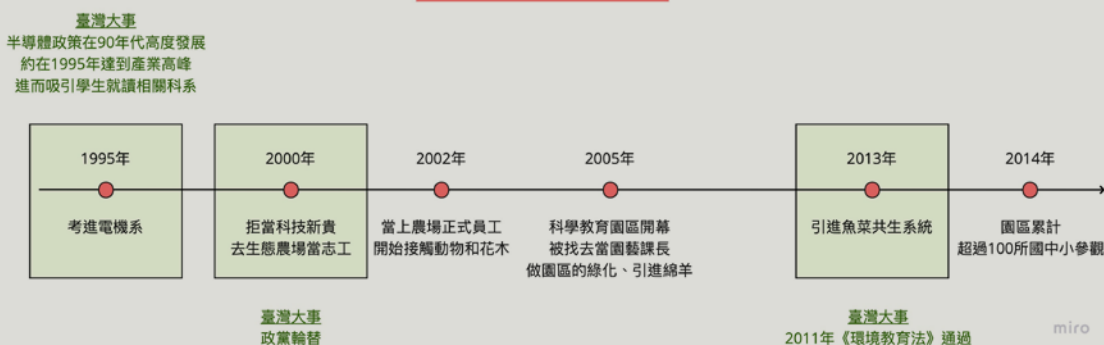 臺灣大事
半導體政策在90年代高度發展
約在1995年達到產業高峰
進而吸引學生就讀相關科系
1995年
考進電機系
2000年
拒當科技新貴
去生態農場當志工
2002年
當上農場正式員工
開始接觸動物和花木
2005年
科學教育園區開幕
被找去當園藝課長
做園區的綠化、引進綿羊
2013年
引進魚菜共生系統
2014年
園區累計
超過100所國中小參觀
臺灣大事
政黨輪替
臺灣大事
2011年《環境教育法》通過
miro